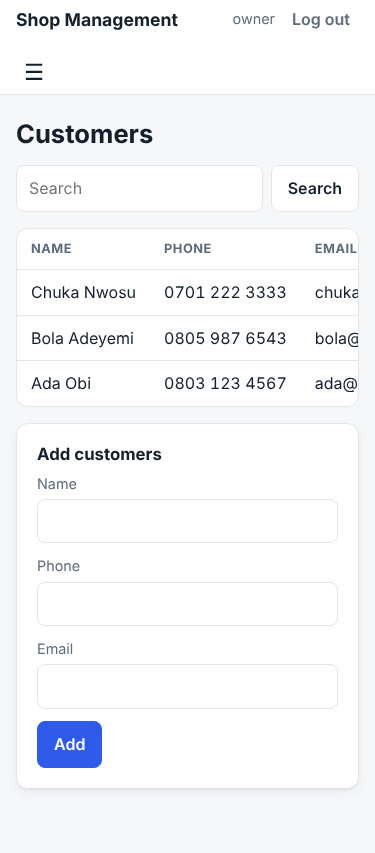 Shop Management owner Log out
☰
Customers
Search Search
NAME PHONE EMAIL
Chuka Nwosu 0701 222 3333 chuka
Bola Adeyemi 0805 987 6543 bola@
Ada Obi 0803 123 4567 ada@
Add customers
Name
Phone
Email
Add